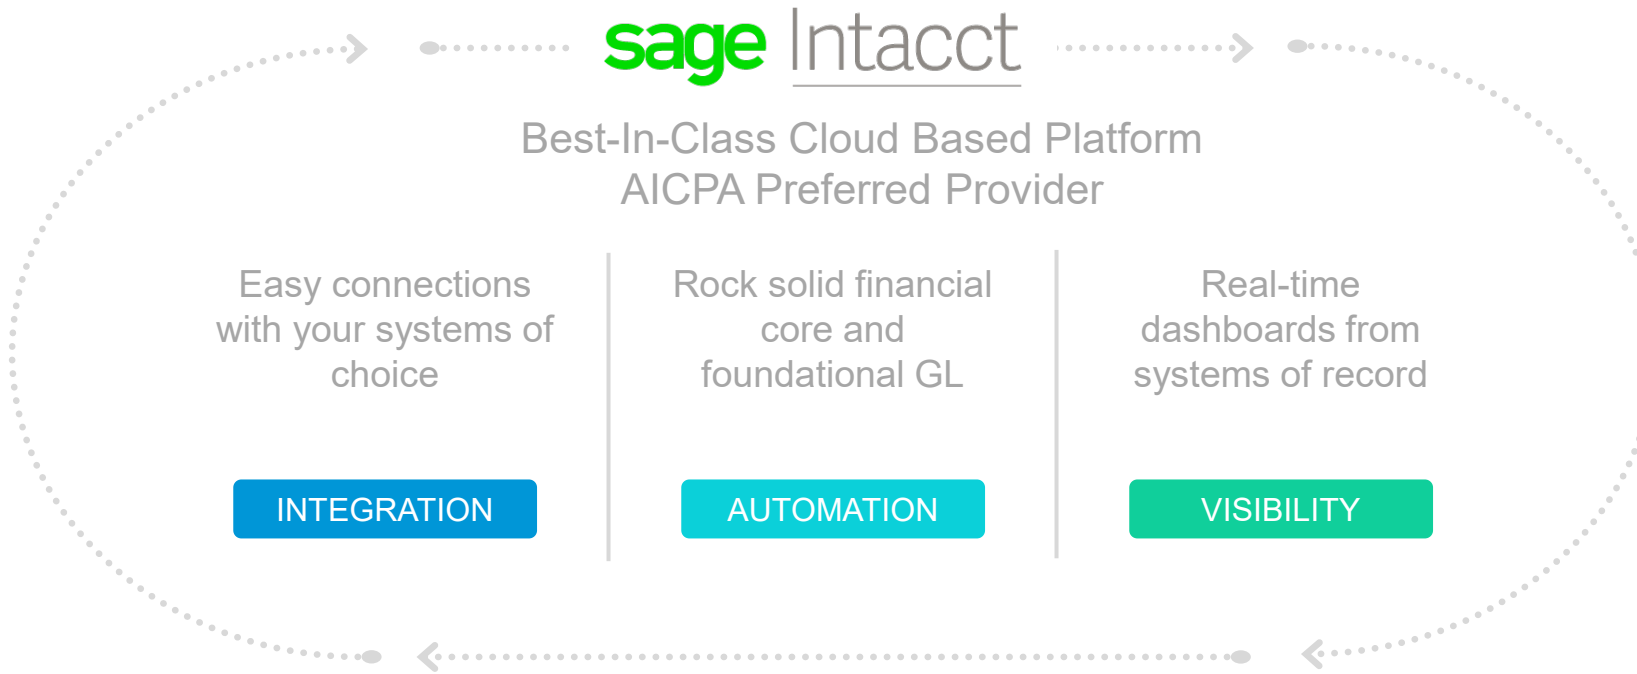 sage Intacct
Best-In-Class Cloud Based Platform
AICPA Preferred Provider
Easy connections
with your systems of
choice
INTEGRATION
Rock solid financial
core and
foundational GL
AUTOMATION
Real-time
dashboards from
systems of record
VISIBILITY